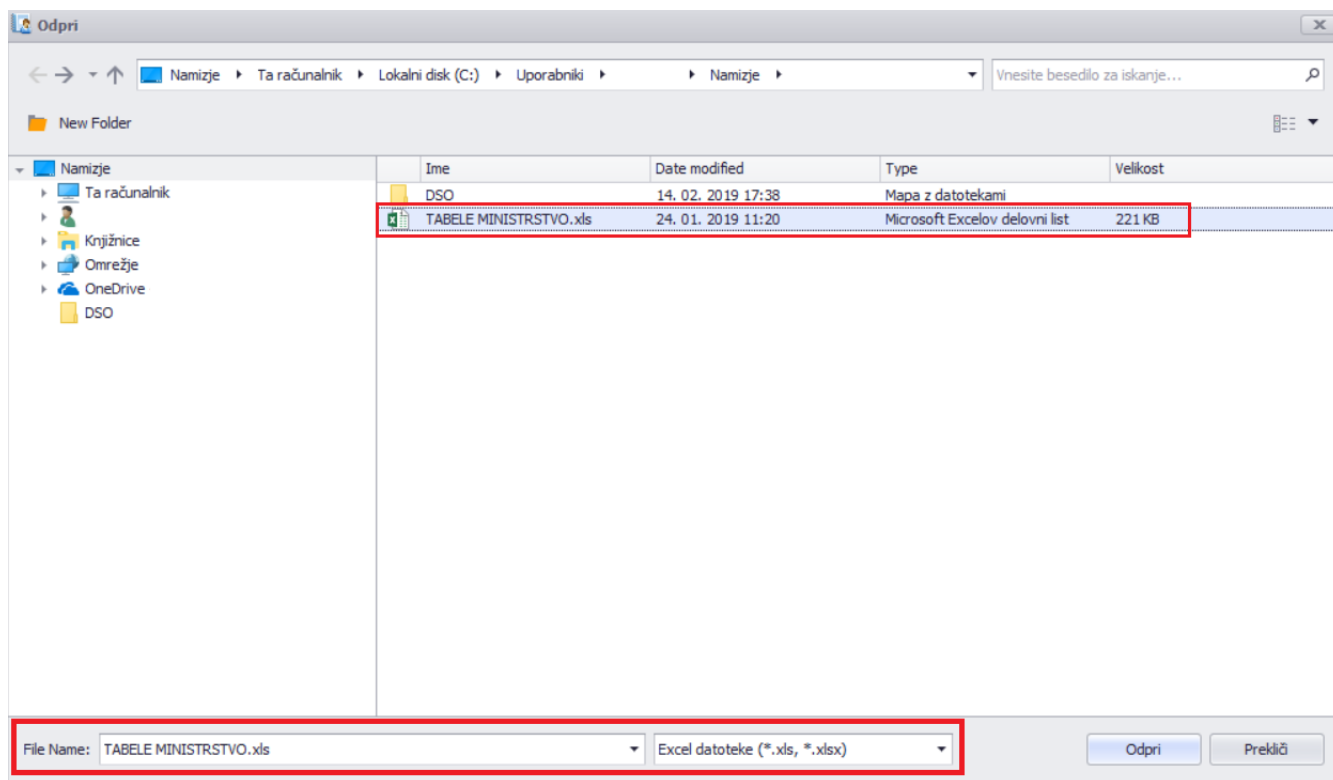 Odpri
Namizje Ta računalnik Lokalni disk (C:) Uporabniki Namizje Vnesite besedilo za iskanje...
New Folder
Namizje Ime Date modified Type Velikost
Ta računalnik DSO 14. 02. 2019 17:38 Mapa z datotekami
TABELE MINISTRSTVO.xls 24. 01. 2019 11:20 Microsoft Excelov delovni list 221 KB
Knjižnice
Omrežje
OneDrive
DSO
File Name: TABELE MINISTRSTVO.xls Excel datoteke (*.xls, *.xlsx) Odpri Prekliči